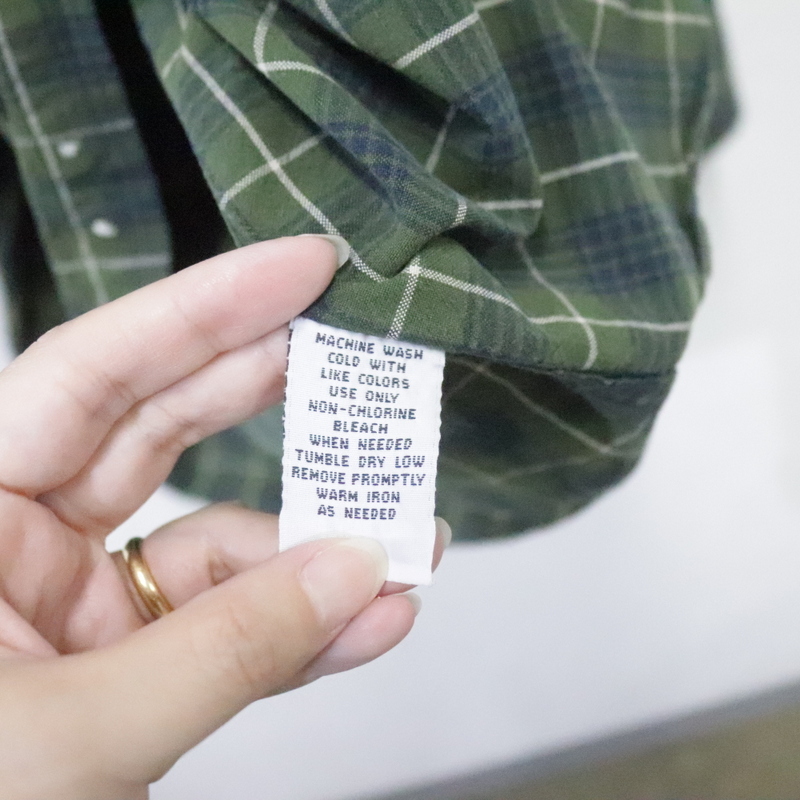 MACHINE WASH
COLD WITH
LIKE COLORS
USE ONLY
NON-CHLORINE
BLEACH
WHEN NEEDED
TUMBLE DRY LOW
REMOVE PROMPTLY
WARM IRON
AS NEEDED